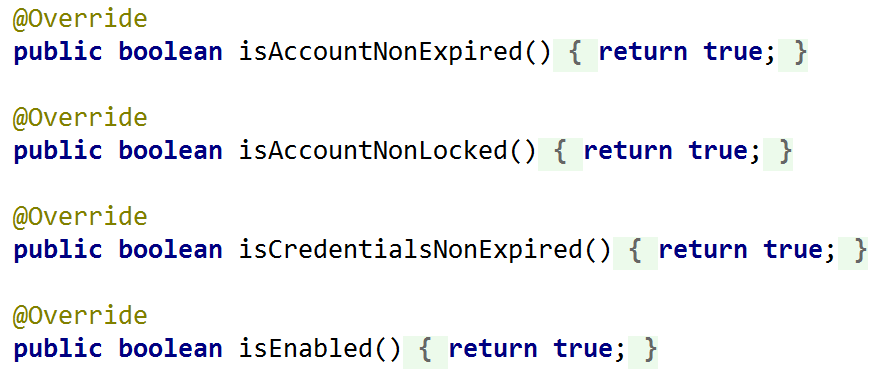 @Override
public boolean isAccountNonExpired() { return true; }
@Override
public boolean isAccountNonLocked() { return true; }
@Override
public boolean isCredentialsNonExpired() { return true; }
@Override
public boolean isEnabled() { return true; }